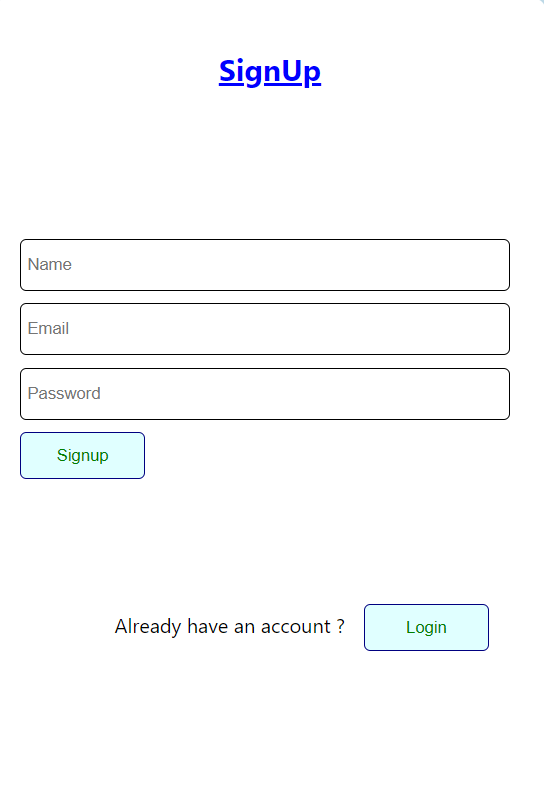 SignUp
Name
Email
Password
Signup
Already have an account ? Login